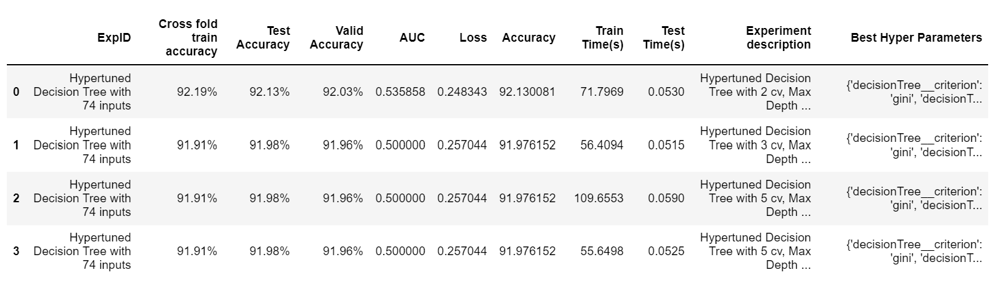 ExpID Cross fold train accuracy Test Accuracy Valid Accuracy AUC Loss Accuracy Train Time(s) Test Time(s) Experiment description Best Hyper Parameters
0 Hypertuned Decision Tree with 74 inputs 92.19% 92.13% 92.03% 0.535858 0.248343 92.130081 71.7969 0.0530 Hypertuned Decision Tree with 2 cv, Max Depth ... {'decisionTree__criterion': 'gini', 'decisionT...
1 Hypertuned Decision Tree with 74 inputs 91.91% 91.98% 91.96% 0.500000 0.257044 91.976152 56.4094 0.0515 Hypertuned Decision Tree with 3 cv, Max Depth ... {'decisionTree__criterion': 'gini', 'decisionT...
2 Hypertuned Decision Tree with 74 inputs 91.91% 91.98% 91.96% 0.500000 0.257044 91.976152 109.6553 0.0590 Hypertuned Decision Tree with 5 cv, Max Depth ... {'decisionTree__criterion': 'gini', 'decisionT...
3 Hypertuned Decision Tree with 74 inputs 91.91% 91.98% 91.96% 0.500000 0.257044 91.976152 55.6498 0.0525 Hypertuned Decision Tree with 5 cv, Max Depth ... {'decisionTree__criterion': 'gini', 'decisionT...